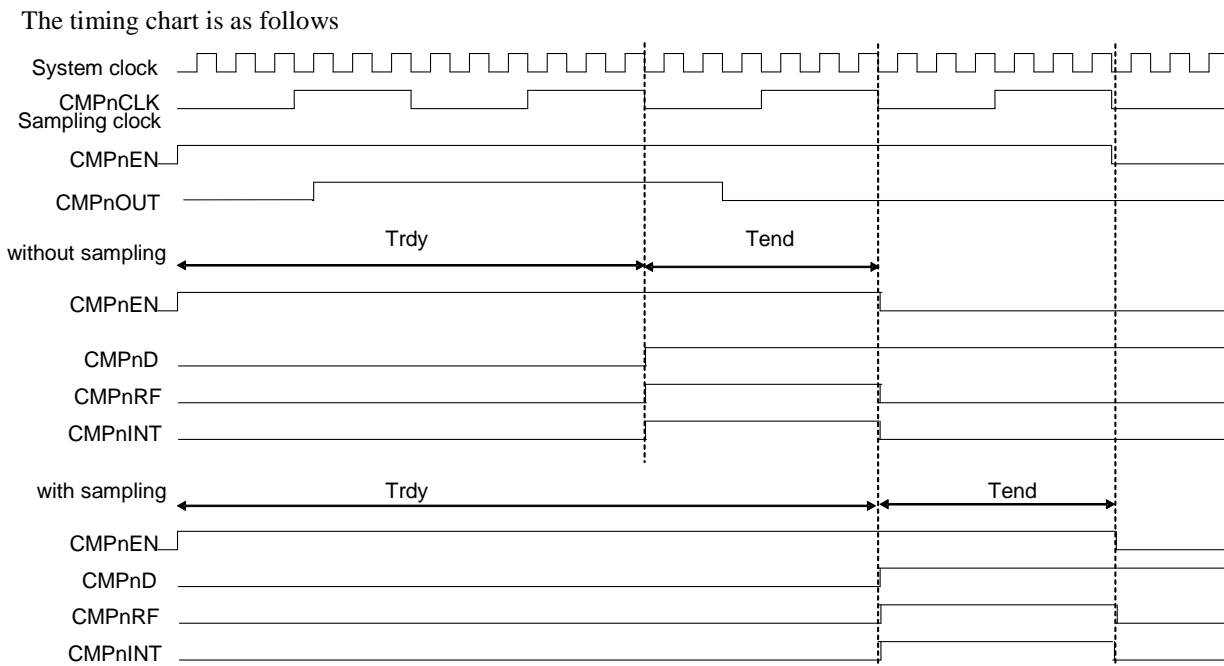 The timing chart is as follows
System clock
CMPnCLK
Sampling clock
CMPnEN
CMPnOUT
Trdy Tend
without sampling
CMPnEN
CMPnD
CMPnRF
CMPnINT
with sampling Trdy Tend
CMPnEN
CMPnD
CMPnRF
CMPnINT